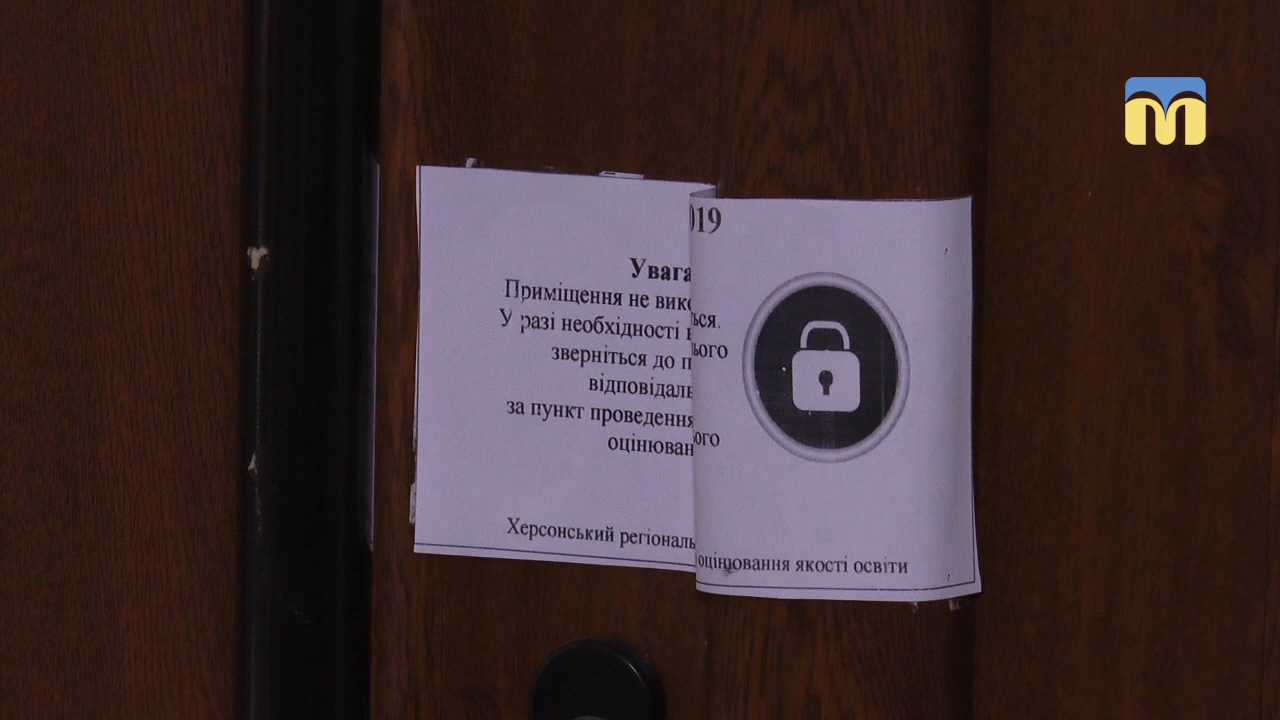 019
Увага
Приміщення не вико ться.
У разі необхідності в ього
зверніться до п
відповідаль
за пункт проведення ого
оцінюван
Херсонський регіональ оцінювання якості освіти